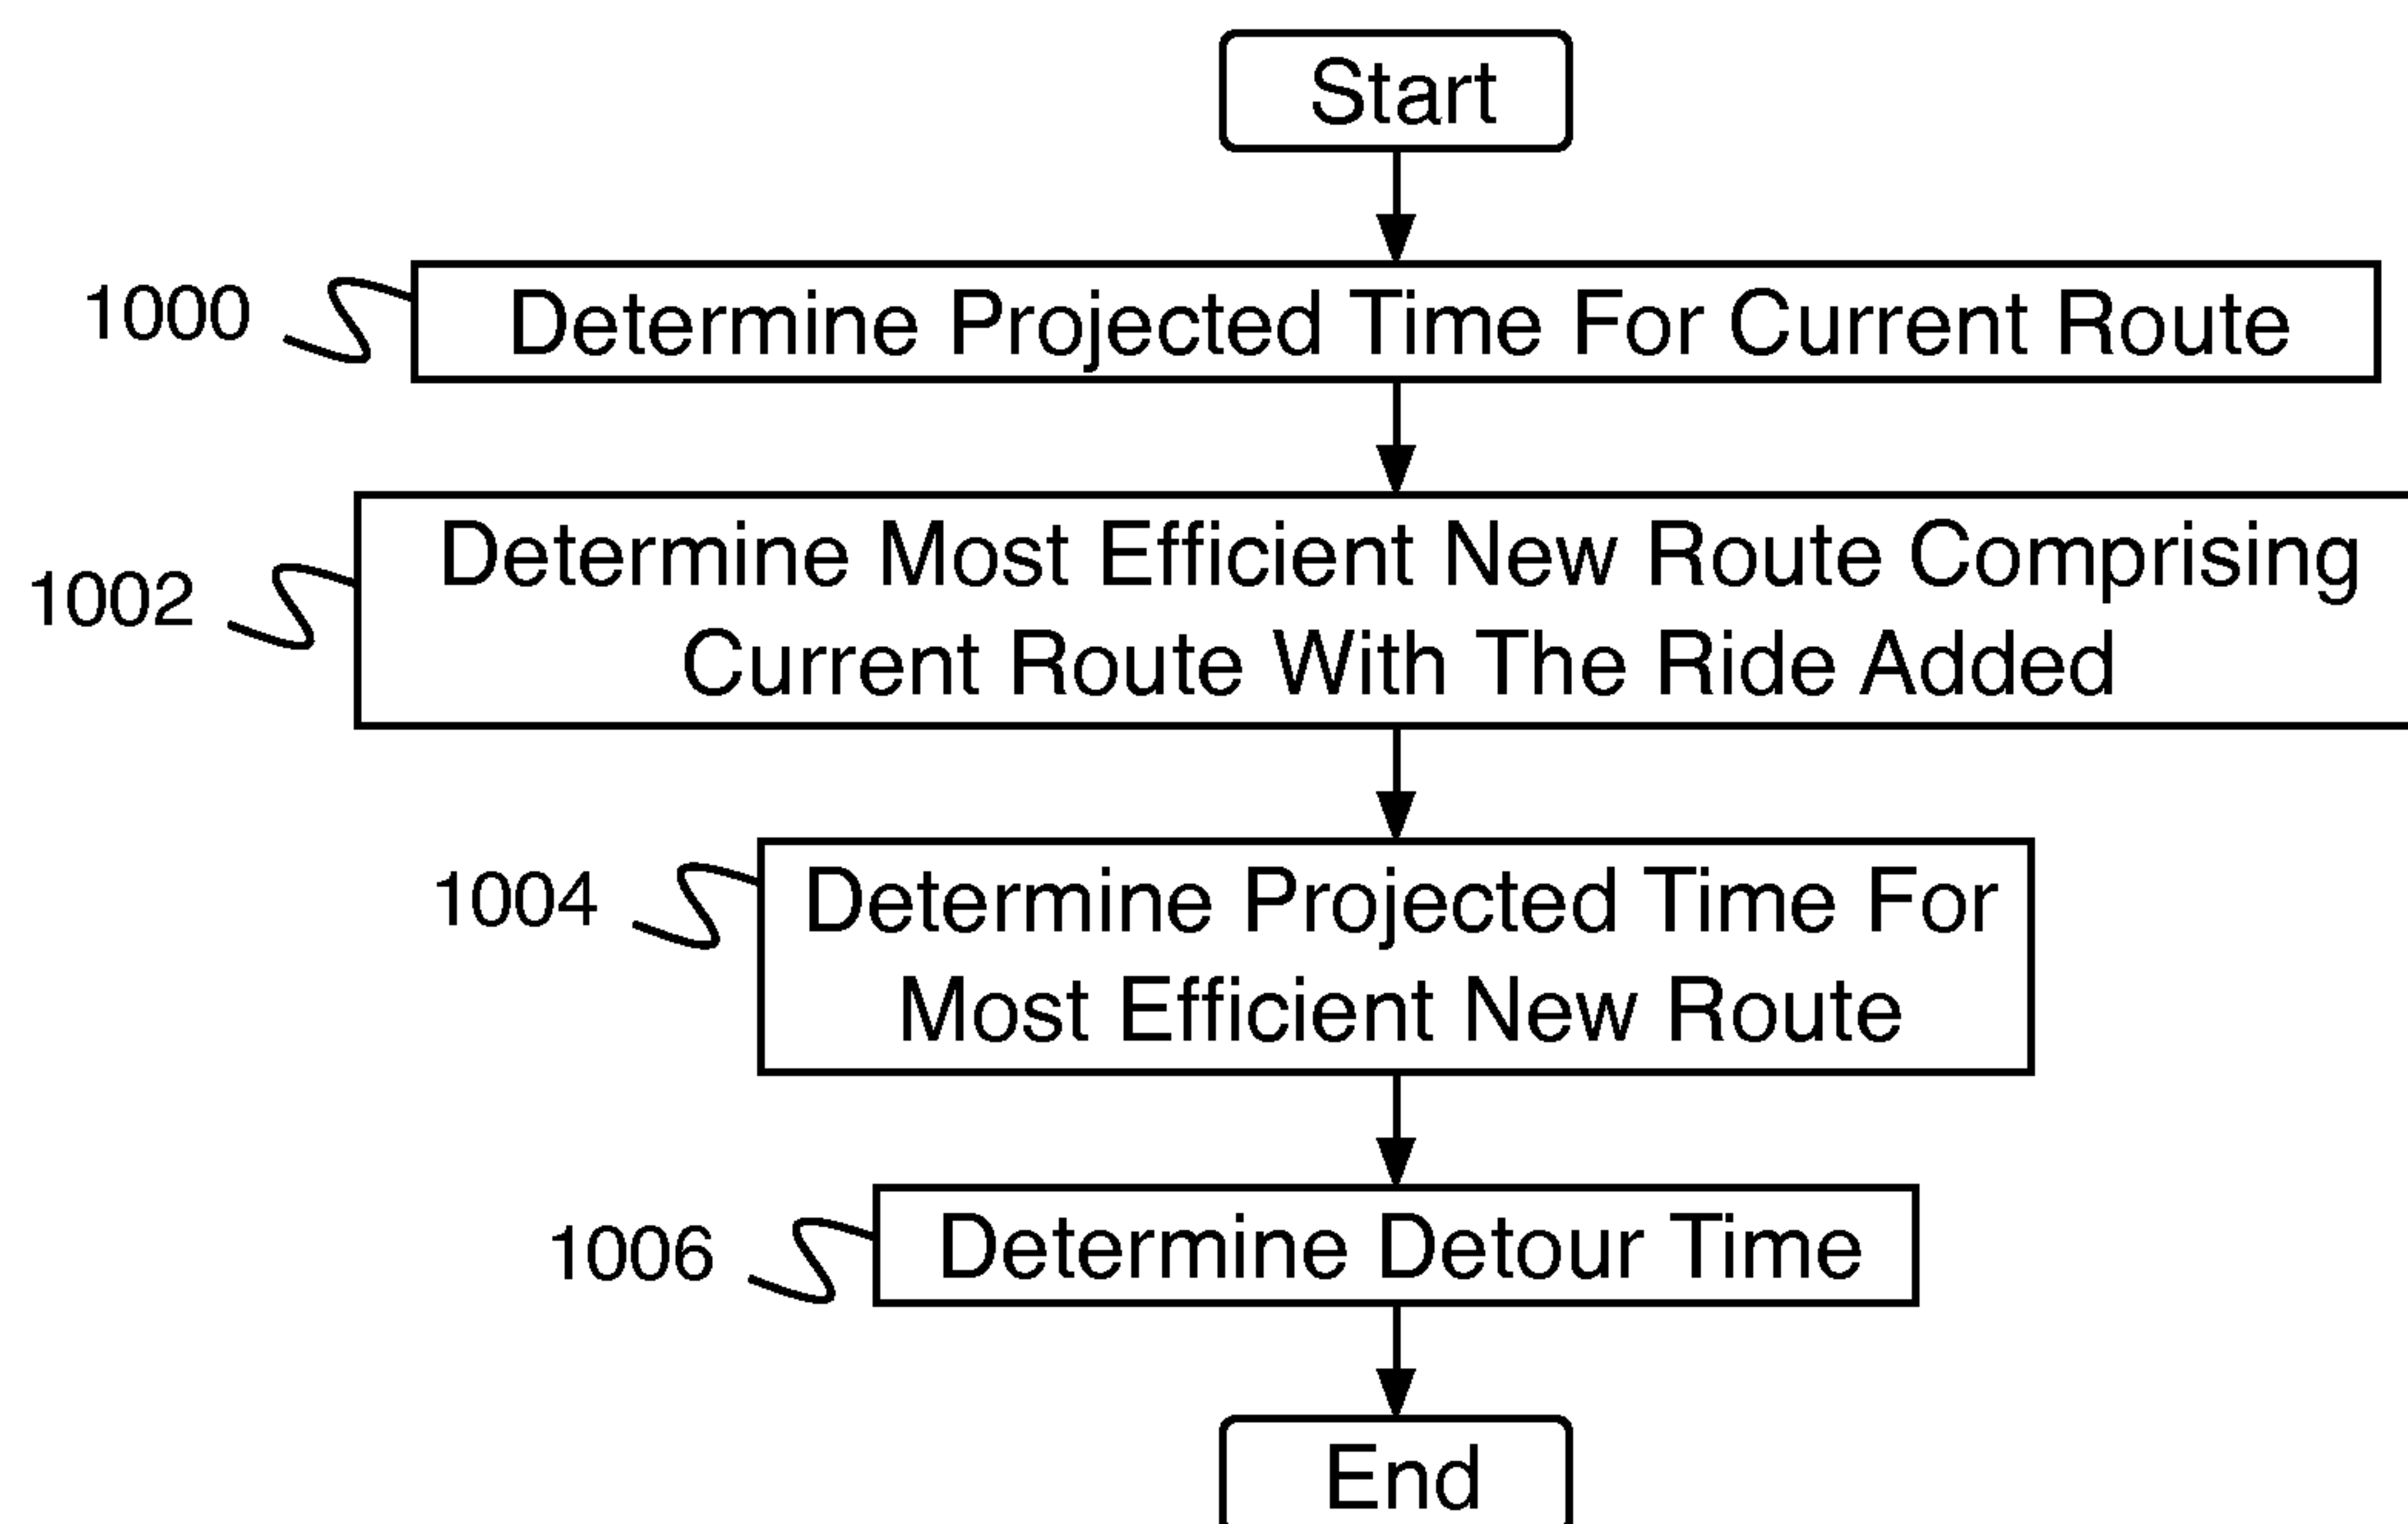 Start
1000
Determine Projected Time For Current Route
1002
Determine Most Efficient New Route Comprising
Current Route With The Ride Added
1004
Determine Projected Time For
Most Efficient New Route
1006
Determine Detour Time
End